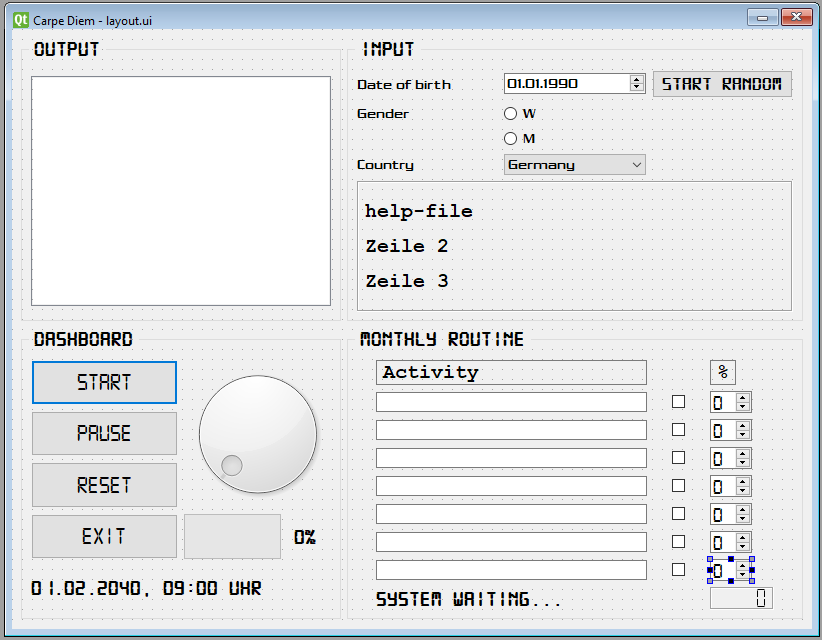 Qt Carpe Diem - layout.ui
OUTPUT
INPUT
Date of birth 01.01.1990 START RANDOM
Gender W
M
Country Germany
help-file
Zeile 2
Zeile 3
DASHBOARD
START
PAUSE
RESET
EXIT 0%
01.02.2040, 09:00 UHR
MONTHLY ROUTINE
Activity %
0
0
0
0
0
0
0
SYSTEM WAITING... 0